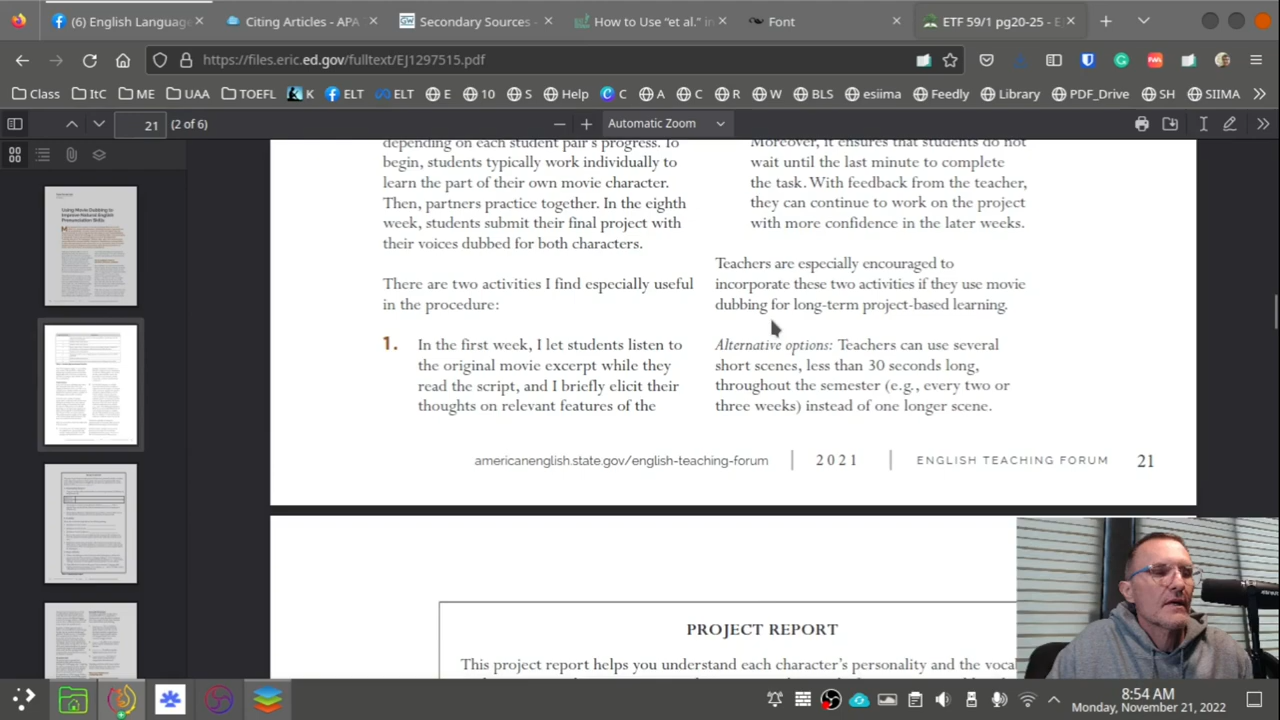 (6) English Languag
Citing Articles - APA
Secondary Sources -
How to Use "et al." in
Font
ETF 59/1 pg20-25 - E
https://files.eric.ed.gov/fulltext/EJ1297515.pdf
Class
ItC
ME
UAA
TOEFL
K
ELT
ELT
E
10
S
Help
C
A
C
R
W
BLS
esiima
Feedly
Library
PDF_Drive
SH
SIIMA
21
(2 of 6)
Automatic Zoom
depending on each student pair's progress. To
begin, students typically work individually to
learn the part of their own movie character.
Then, partners practice together. In the eighth
week, students submit their final project with
their voices dubbed for both characters.
There are two activities I find especially useful
in the procedure:
1. In the first week, I let students listen to
the original movie excerpt while they
read the script, and I briefly elicit their
thoughts on relevant features of the
Moreover, it ensures that students do not
wait until the last minute to complete
the task. With feedback from the teacher,
they can continue to work on the project
with more confidence in the later weeks.
Teachers are especially encouraged to
incorporate these two activities if they use movie
dubbing for long-term project-based learning.
Alternative options: Teachers can use several
short scenes, less than 30 seconds long,
throughout the semester (e.g., every two or
three weeks) instead of one longer scene.
americanenglish.state.gov/english-teaching-forum | 2021 | ENGLISH TEACHING FORUM 21
PROJECT REPORT
This project report helps you understand each character's personality and the voca
8:54 AM
Monday, November 21, 2022